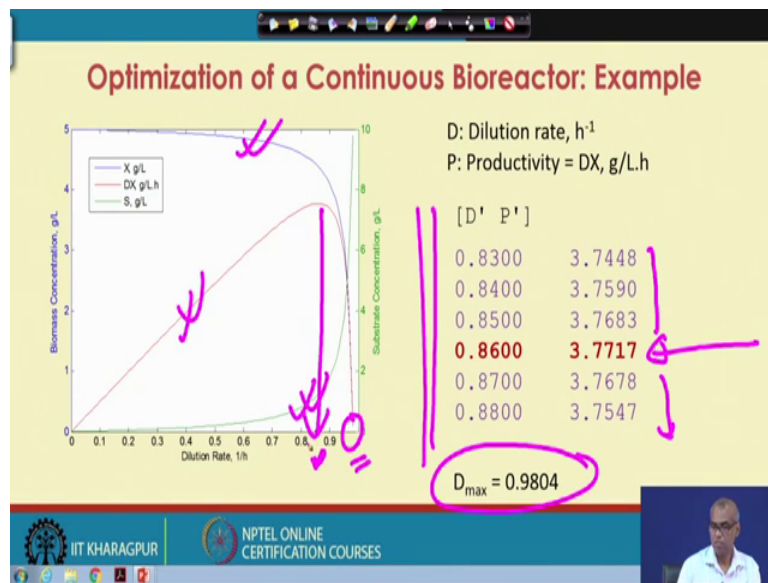 Optimization of a Continuous Bioreactor: Example
5
4
3
2
1
0
Biomass Concentration, g/L
X g/L
DX g/L.h
S, g/L
10
8
6
4
2
Substrate Concentration, g/L
0 0.1 0.2 0.3 0.4 0.5 0.6 0.7 0.8 0.9
Dilution Rate, 1/h
D: Dilution rate, h-1
P: Productivity = DX, g/L.h
[D' P']
0.8300 3.7448
0.8400 3.7590
0.8500 3.7683
0.8600 3.7717
0.8700 3.7678
0.8800 3.7547
Dmax = 0.9804
IIT KHARAGPUR
NPTEL ONLINE
CERTIFICATION COURSES